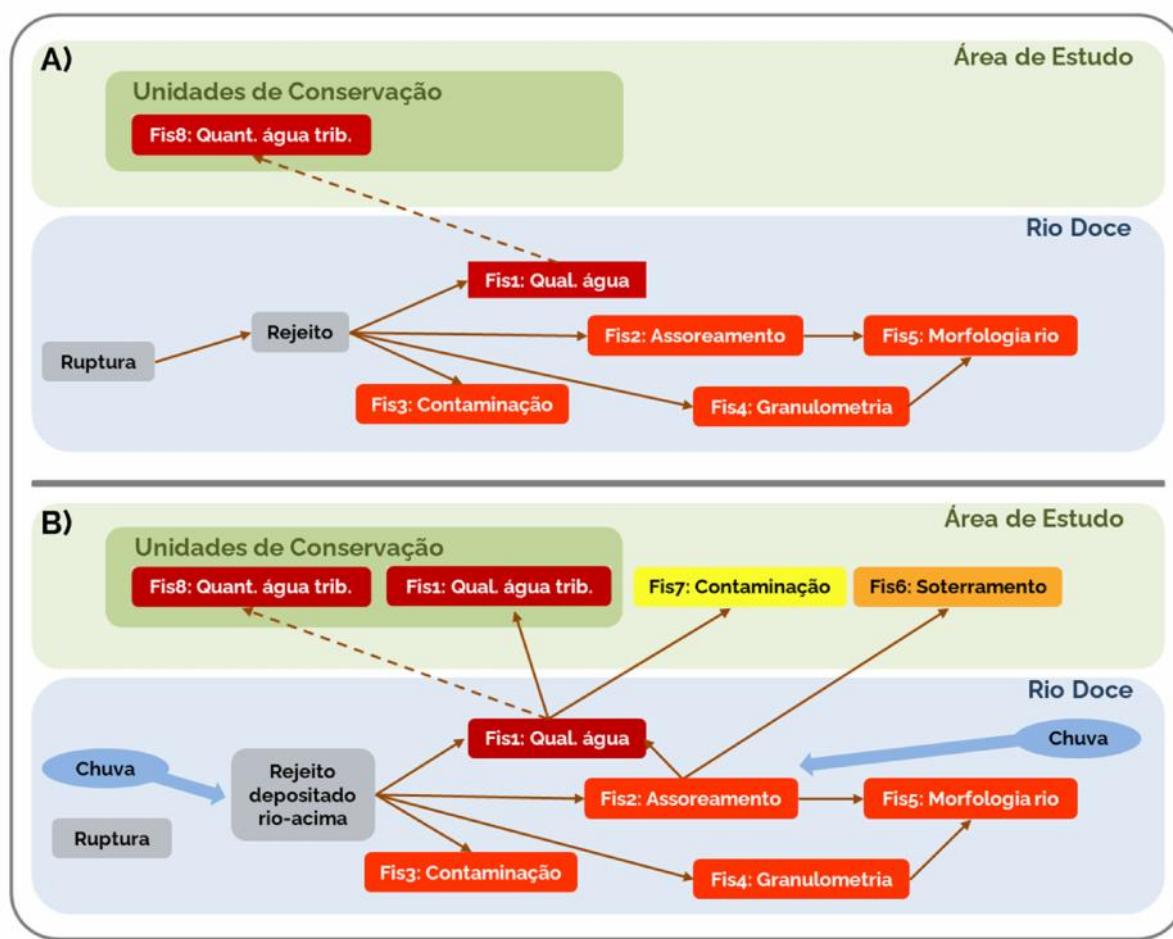 A)
Área de Estudo
Unidades de Conservação
Fis8: Quant. água trib.
Rio Doce
Fis1: Qual. água
Rejeito
Fis2: Assoreamento
Fis5: Morfologia rio
Ruptura
Fis3: Contaminação
Fis4: Granulometria
B)
Área de Estudo
Unidades de Conservação
Fis8: Quant. água trib.
Fis1: Qual. água trib.
Fis7: Contaminação
Fis6: Soterramento
Rio Doce
Fis1: Qual. água
Chuva
Chuva
Rejeito
depositado
rio-acima
Fis2: Assoreamento
Fis5: Morfologia rio
Ruptura
Fis3: Contaminação
Fis4: Granulometria